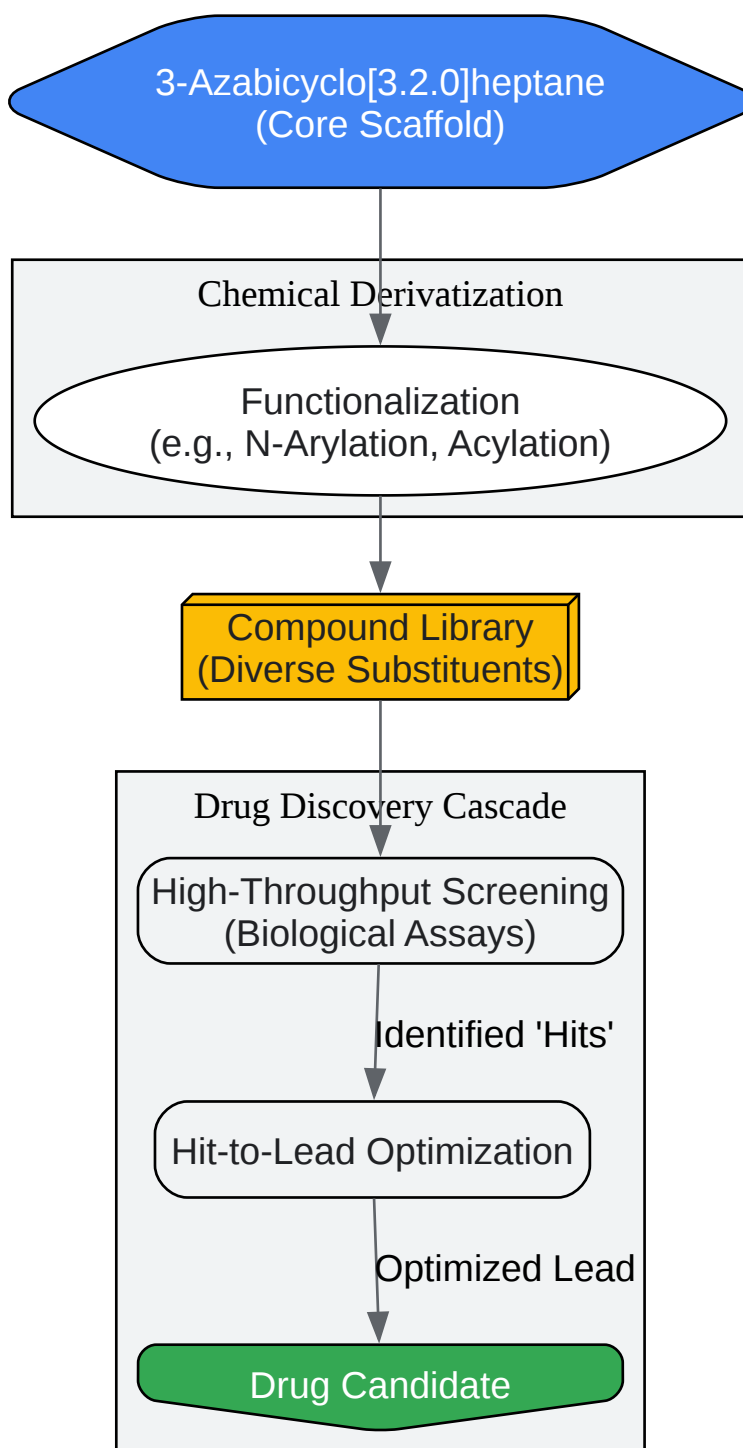 3-Azabicyclo[3.2.0]heptane
(Core Scaffold)
Chemical Derivatization
Functionalization
(e.g., N-Arylation, Acylation)
Compound Library
(Diverse Substituents)
Drug Discovery Cascade
High-Throughput Screening
(Biological Assays)
Identified 'Hits'
Hit-to-Lead Optimization
Optimized Lead
Drug Candidate